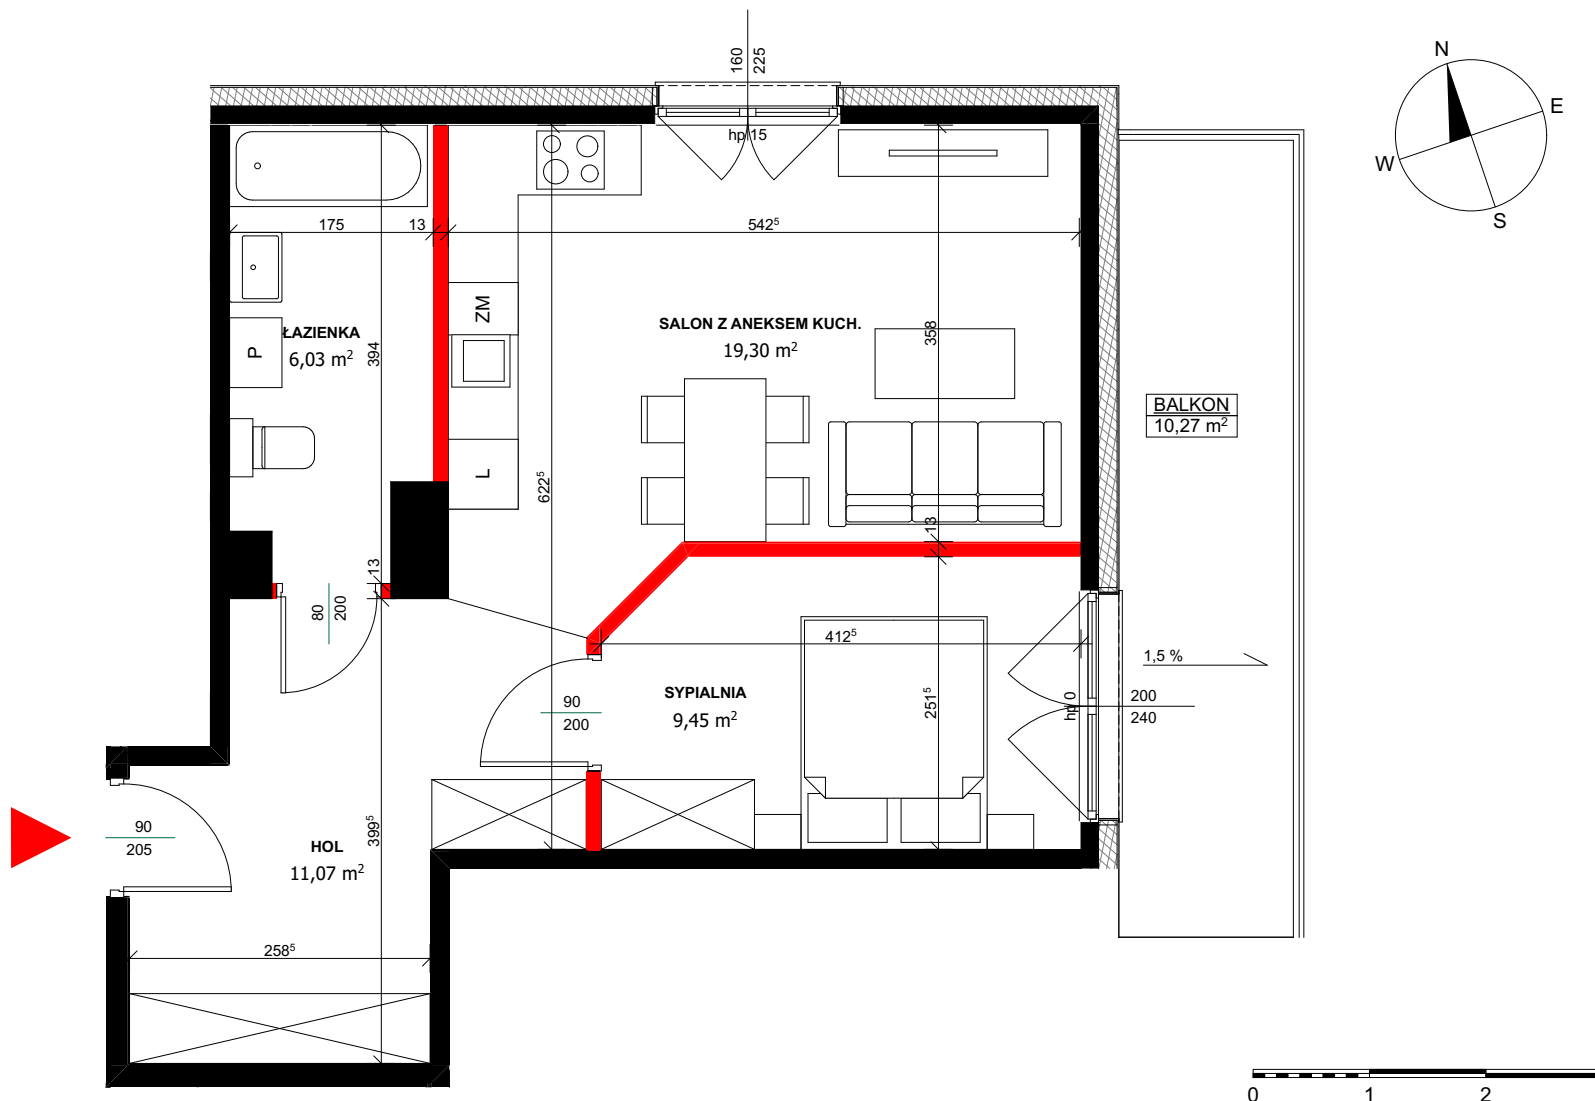 160
225
hp 15
N
E
W
S
175
13
542⁵
ZM
ŁAZIENKA
6,03 m²
P
394
SALON Z ANEKSEM KUCH.
19,30 m²
358
BALKON
10,27 m²
L
622⁵
13
13
80
200
412⁵
1,5 %
SYPIALNIA
9,45 m²
251⁵
hp 0
200
240
90
200
90
205
HOL
11,07 m²
399⁵
258⁵
0
1
2